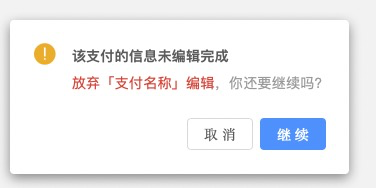 该支付的信息未编辑完成
放弃「支付名称」编辑，你还要继续吗？
取 消
继 续